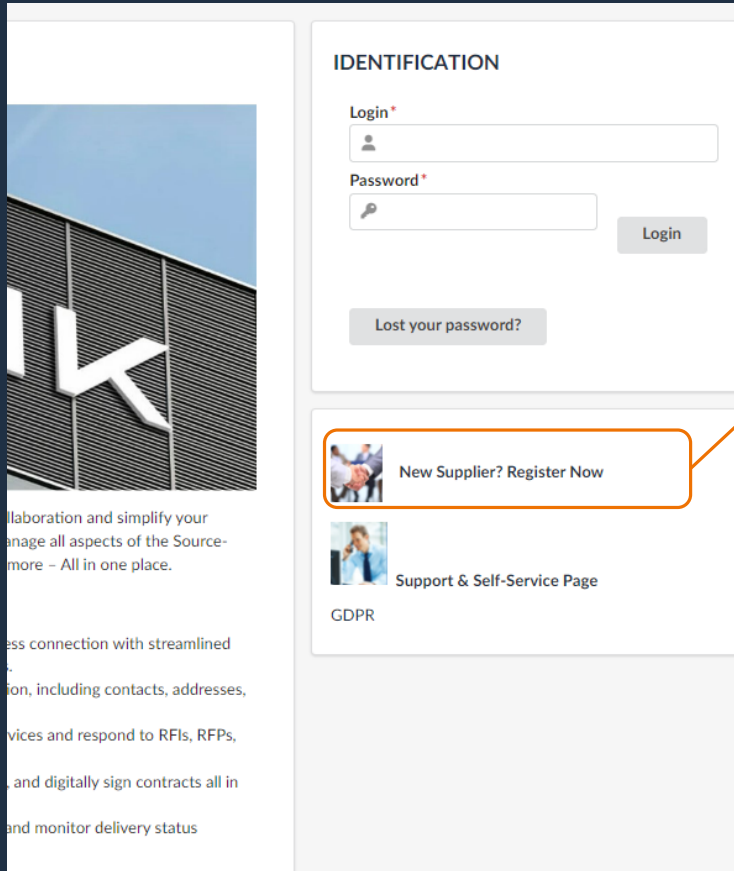 IDENTIFICATION
Login*
Password*
Login
Lost your password?
New Supplier? Register Now
Support & Self-Service Page
GDPR
k
llaboration and simplify your
anage all aspects of the Source-
more – All in one place.
ess connection with streamlined
s.
ion, including contacts, addresses,
vices and respond to RFIs, RFPs,
, and digitally sign contracts all in
and monitor delivery status